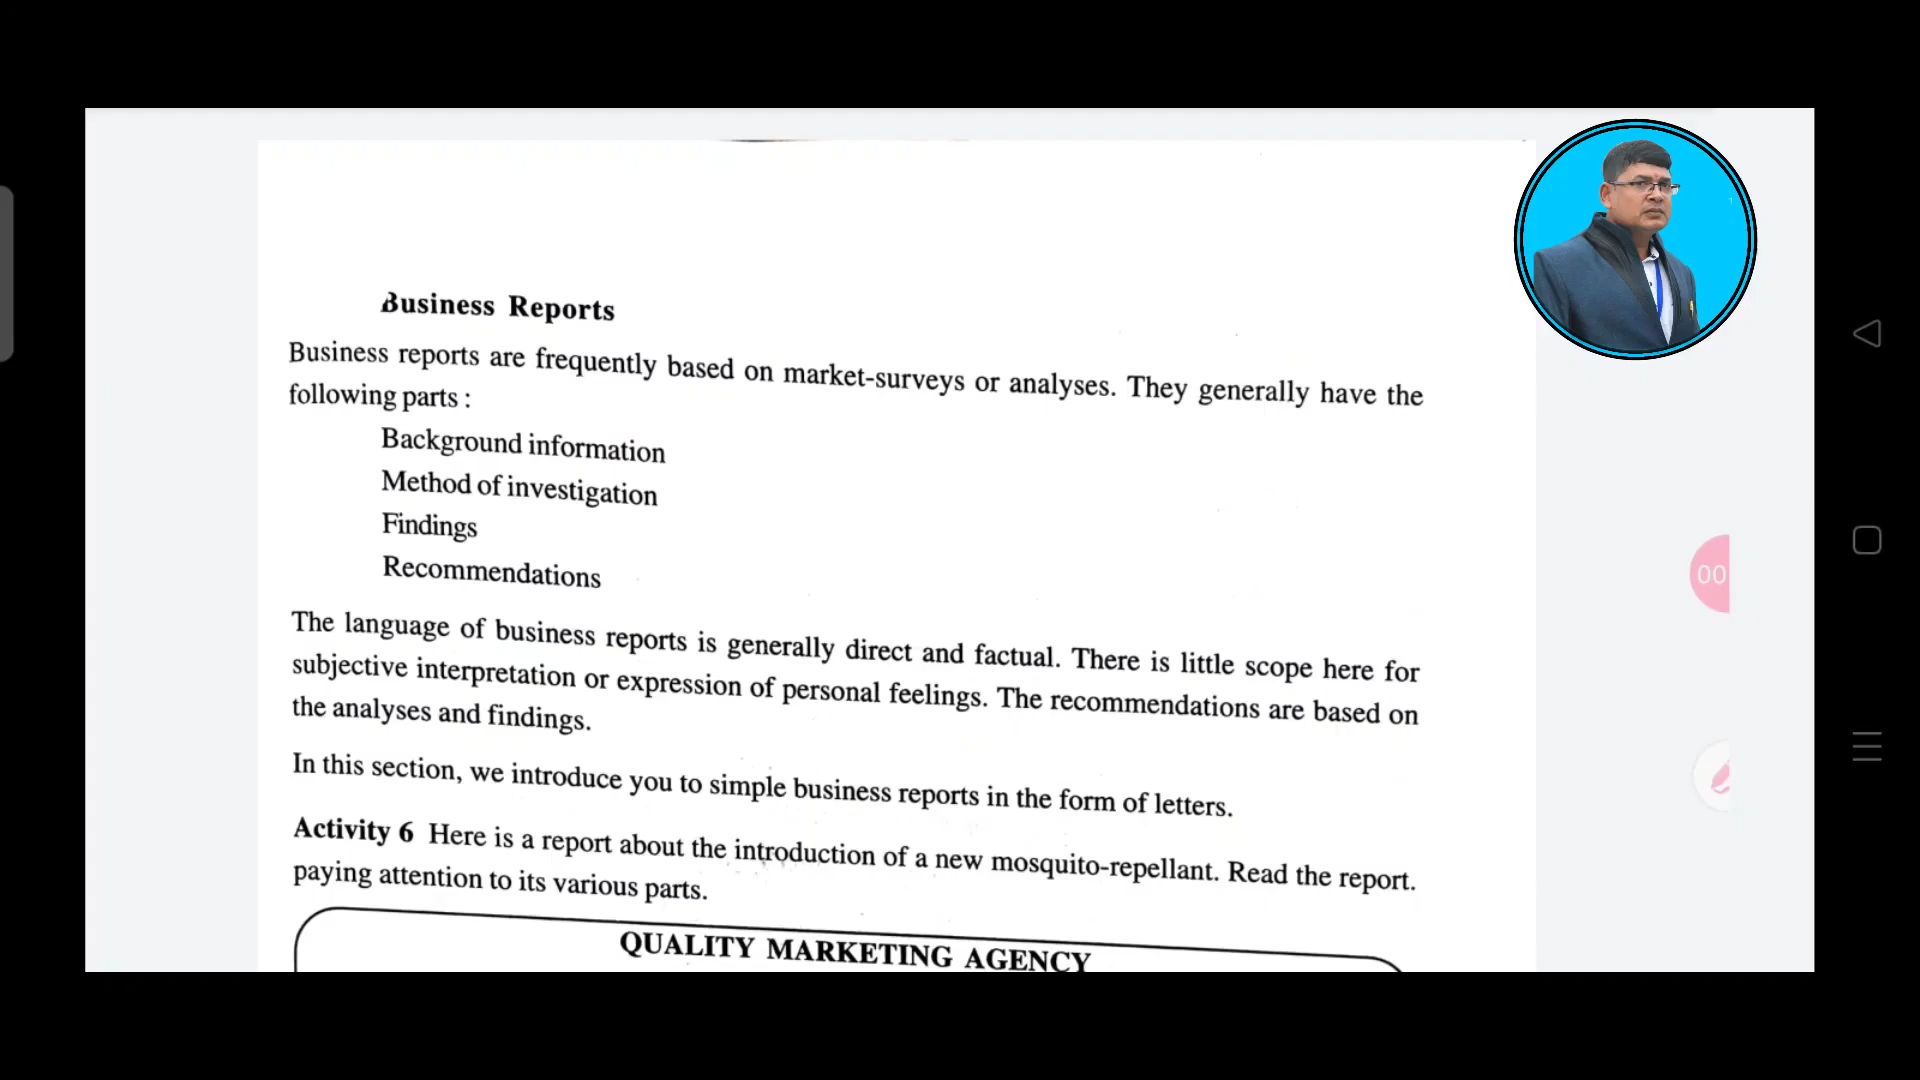 Business Reports
Business reports are frequently based on market-surveys or analyses. They generally have the
following parts :
Background information
Method of investigation
Findings
Recommendations
The language of business reports is generally direct and factual. There is little scope here for
subjective interpretation or expression of personal feelings. The recommendations are based on
the analyses and findings.
In this section, we introduce you to simple business reports in the form of letters.
Activity 6 Here is a report about the introduction of a new mosquito-repellant. Read the report.
paying attention to its various parts.
QUALITY MARKETING AGENCY
00